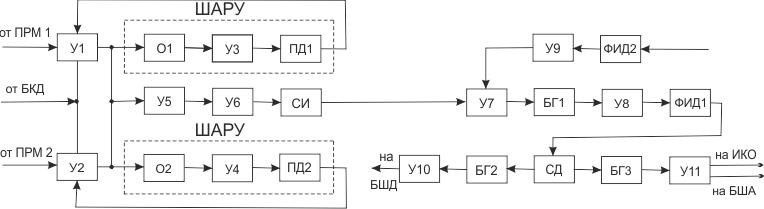 ШАРУ
от ПРМ 1
У1
О1
У3
ПД1
У9
ФИД2
от БКД
У5
У6
СИ
У7
БГ1
У8
ФИД1
ШАРУ
от ПРМ 2
У2
О2
У4
ПД2
на
БШД
У10
БГ2
СД
БГ3
У11
на ИКО
на БША